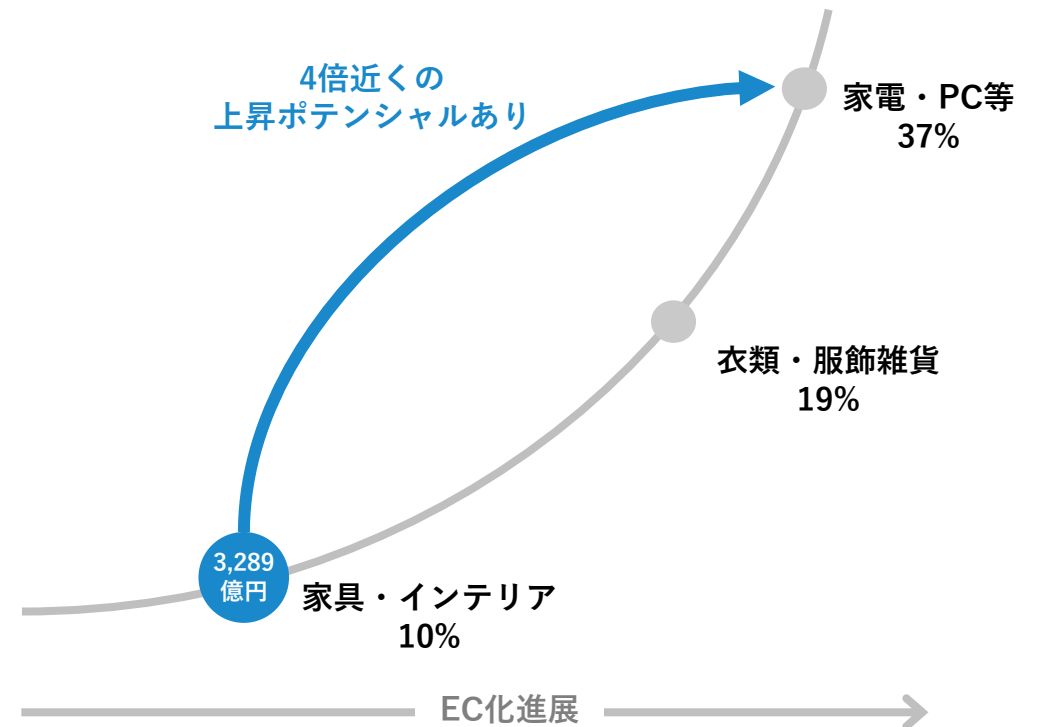 4倍近くの
上昇ポテンシャルあり
家電・PC等
37%
衣類・服飾雑貨
19%
3,289
億円
家具・インテリア
10%
EC化進展